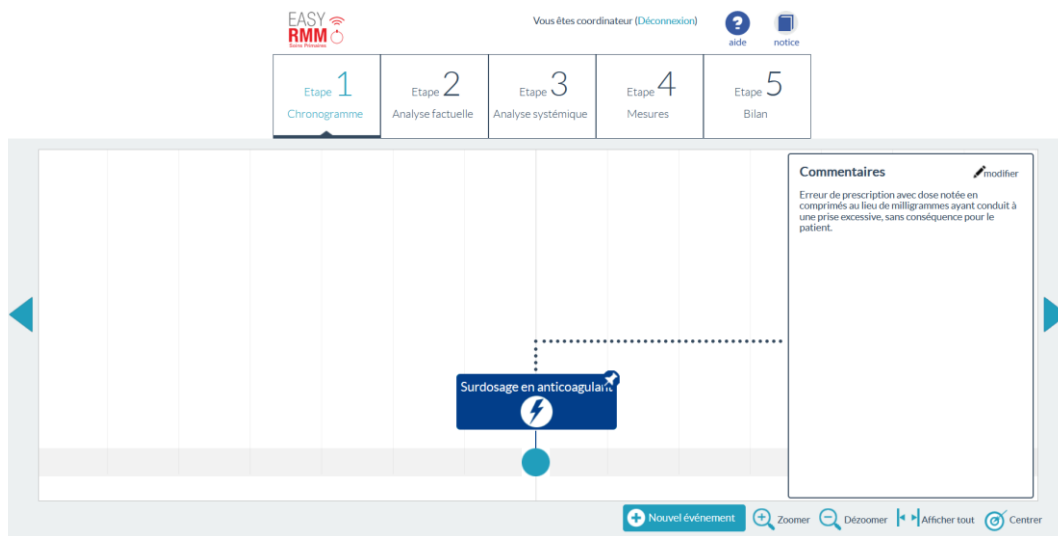 EASY
RMM
Soins Primaires
Vous êtes coordinateur (Déconnexion)
?
aide
notice
Etape 1
Chronogramme
Etape 2
Analyse factuelle
Etape 3
Analyse systémique
Etape 4
Mesures
Etape 5
Bilan
Commentaires
modifier
Erreur de prescription avec dose notée en
comprimés au lieu de milligrammes ayant conduit à
une prise excessive, sans conséquence pour le
patient.
Surdosage en anticoagulant
Nouvel événement
Zoomer
Dézoomer
Afficher tout
Centrer